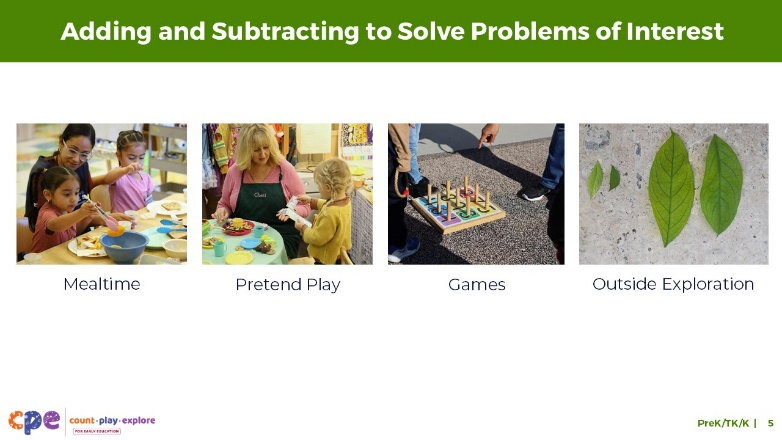 Adding and Subtracting to Solve Problems of Interest
Mealtime
Pretend Play
Games
Outside Exploration
cpe
count·play·explore
FOR EARLY EDUCATION
PreK/TK/K | 5